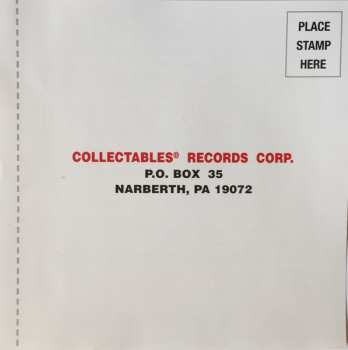 PLACE
STAMP
HERE
COLLECTABLES® RECORDS CORP.
P.O. BOX 35
NARBERTH, PA 19072